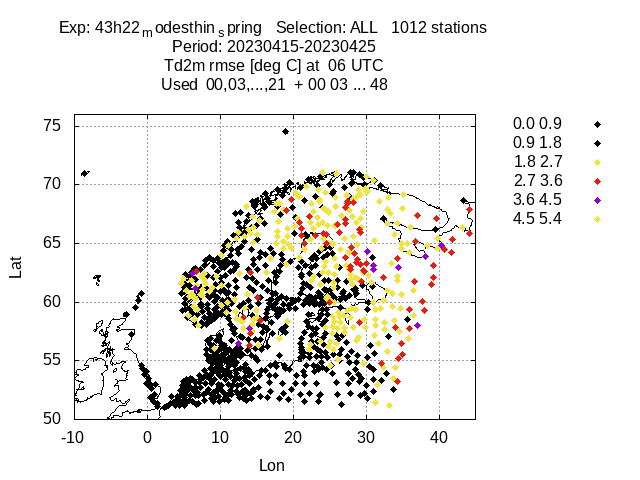 Exp: 43h22modesthinspring   Selection: ALL   1012 stations
Period: 20230415-20230425
Td2m rmse [deg C] at  06 UTC
Used  00,03,...,21  + 00 03 ... 48
75
70
65
60
55
50
Lat
-10 0 10 20 30 40
Lon
0.0 0.9
0.9 1.8
1.8 2.7
2.7 3.6
3.6 4.5
4.5 5.4